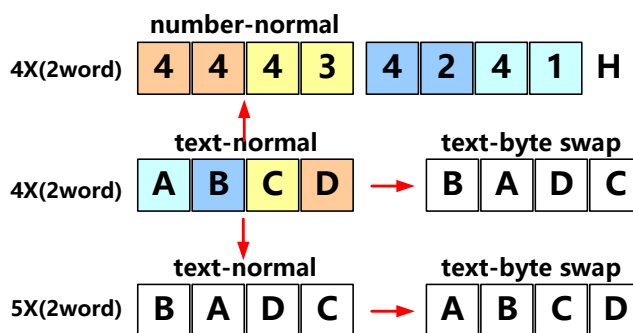 number-normal
4X(2word) 4 4 4 3 4 2 4 1 H
text-normal text-byte swap
4X(2word) A B C D B A D C
text-normal text-byte swap
5X(2word) B A D C A B C D